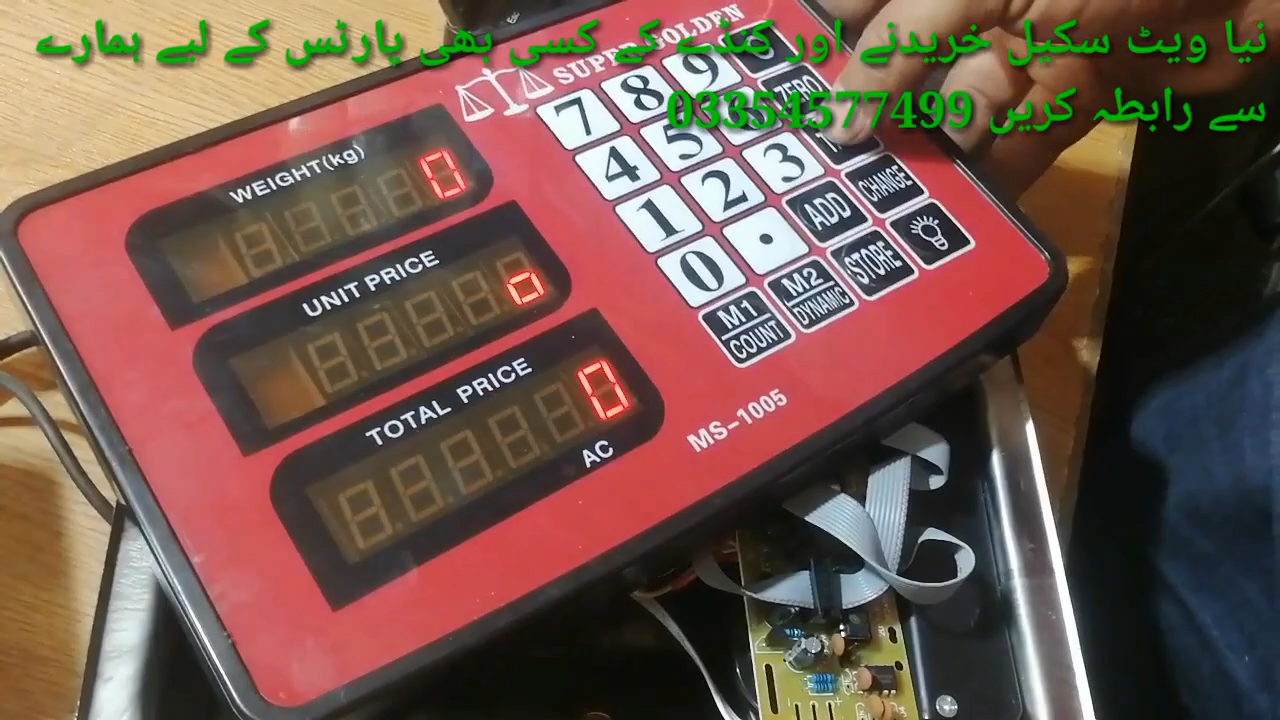 نیا ویٹ سکیل خریدنے اور کنڈے کے کسی بھی پارٹس کے لیے ہمارے
سے رابطہ کریں 03354577499
SUPER GOLDEN
WEIGHT(kg)
0
UNIT PRICE
o
TOTAL PRICE
0
AC
7 8 9
ZERO
4 5 6
1 2 3
ADD CHANGE
0 .
M1 COUNT
M2 DYNAMIC
STORE
MS-1005